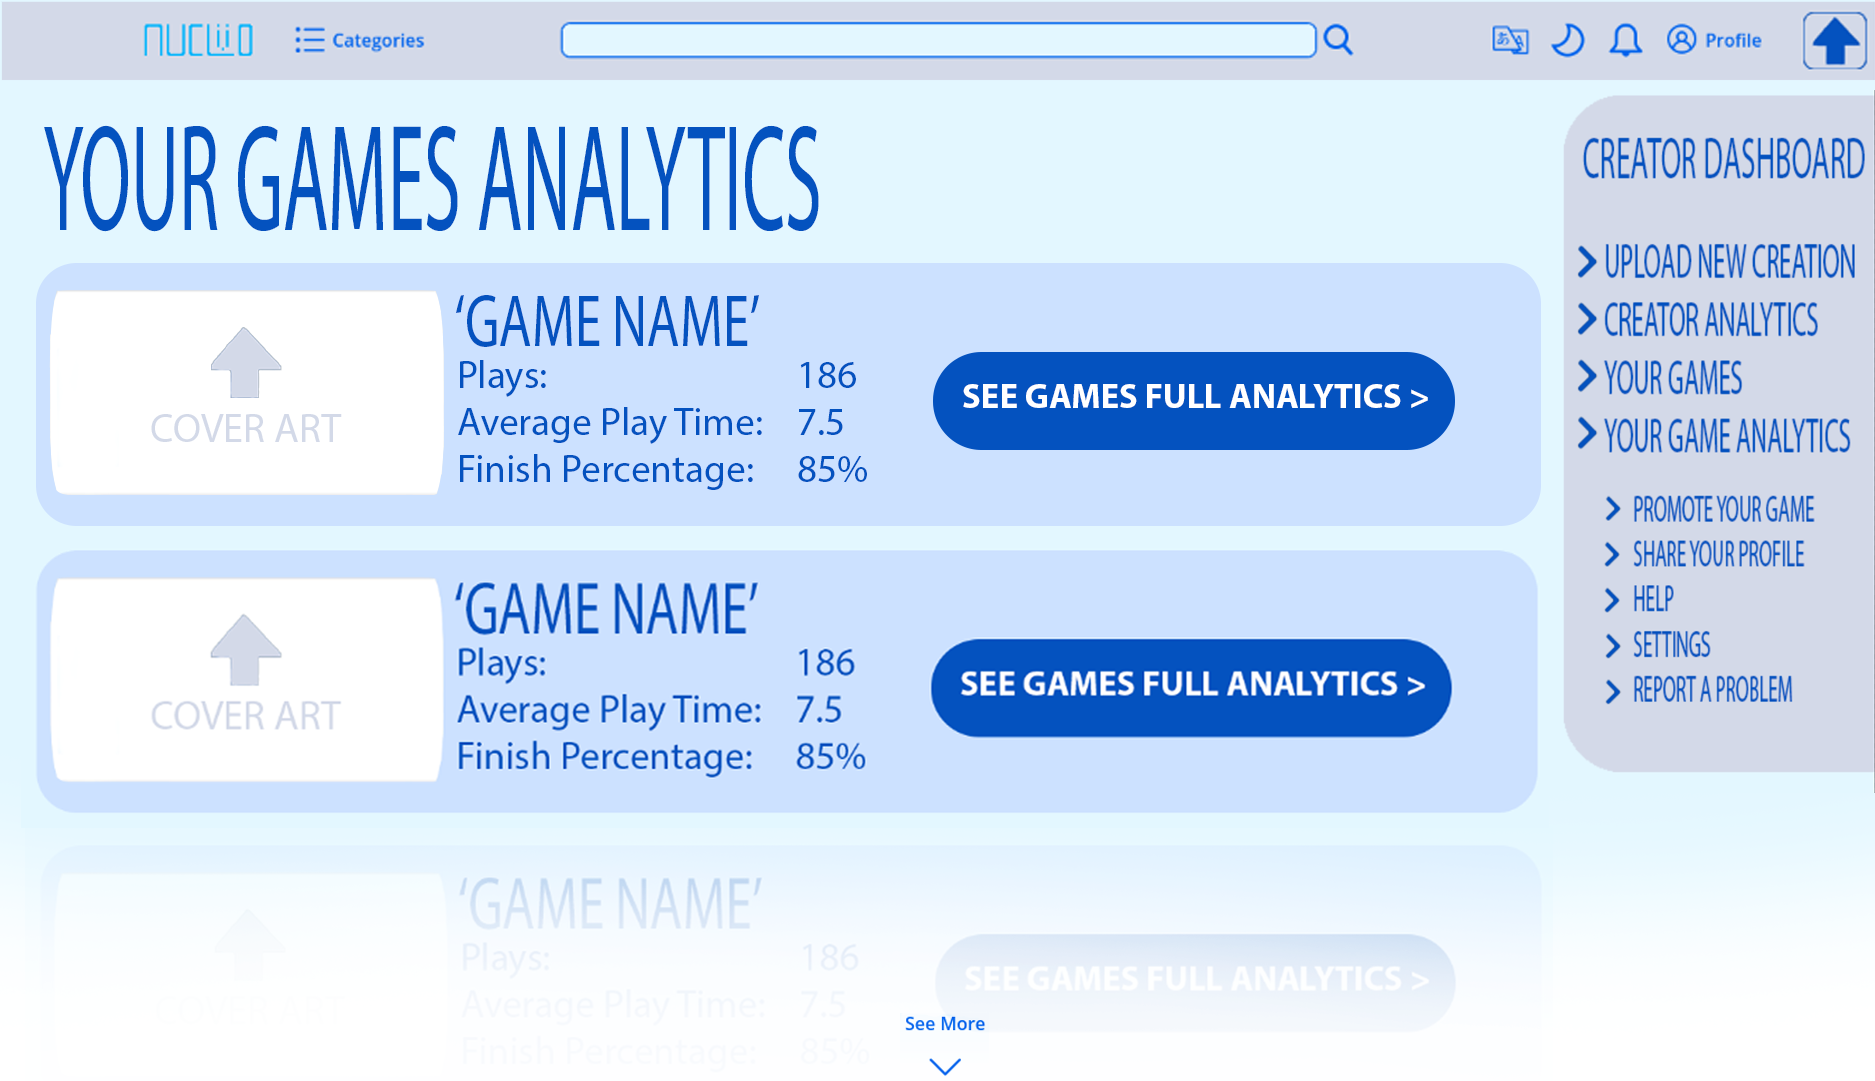 NUCLiiO
Categories
あ A
Profile
YOUR GAMES ANALYTICS
COVER ART
‘GAME NAME’
Plays: 186
Average Play Time: 7.5
Finish Percentage: 85%
SEE GAMES FULL ANALYTICS >
COVER ART
‘GAME NAME’
Plays: 186
Average Play Time: 7.5
Finish Percentage: 85%
SEE GAMES FULL ANALYTICS >
COVER ART
‘GAME NAME’
Plays: 186
Average Play Time: 7.5
Finish Percentage: 85%
SEE GAMES FULL ANALYTICS >
See More
CREATOR DASHBOARD
UPLOAD NEW CREATION
CREATOR ANALYTICS
YOUR GAMES
YOUR GAME ANALYTICS
PROMOTE YOUR GAME
SHARE YOUR PROFILE
HELP
SETTINGS
REPORT A PROBLEM